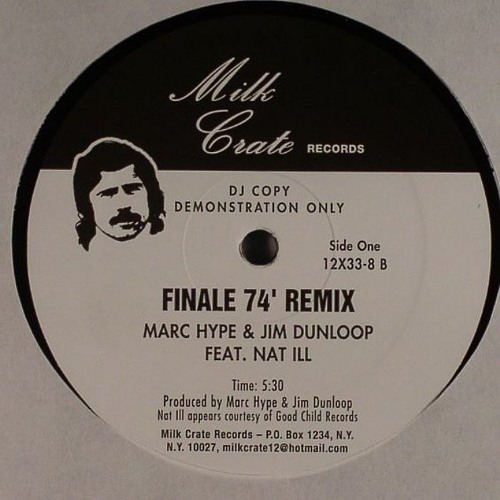 Milk
Crate RECORDS
DJ COPY
DEMONSTRATION ONLY
Side One
12X33-8 B
FINALE 74' REMIX
MARC HYPE & JIM DUNLOOP
FEAT. NAT ILL
Time: 5:30
Produced by Marc Hype & Jim Dunloop
Nat Ill appears courtesy of Good Child Records
Milk Crate Records – P.O. Box 1234, N.Y.
N.Y. 10027, milkcrate12@hotmail.com